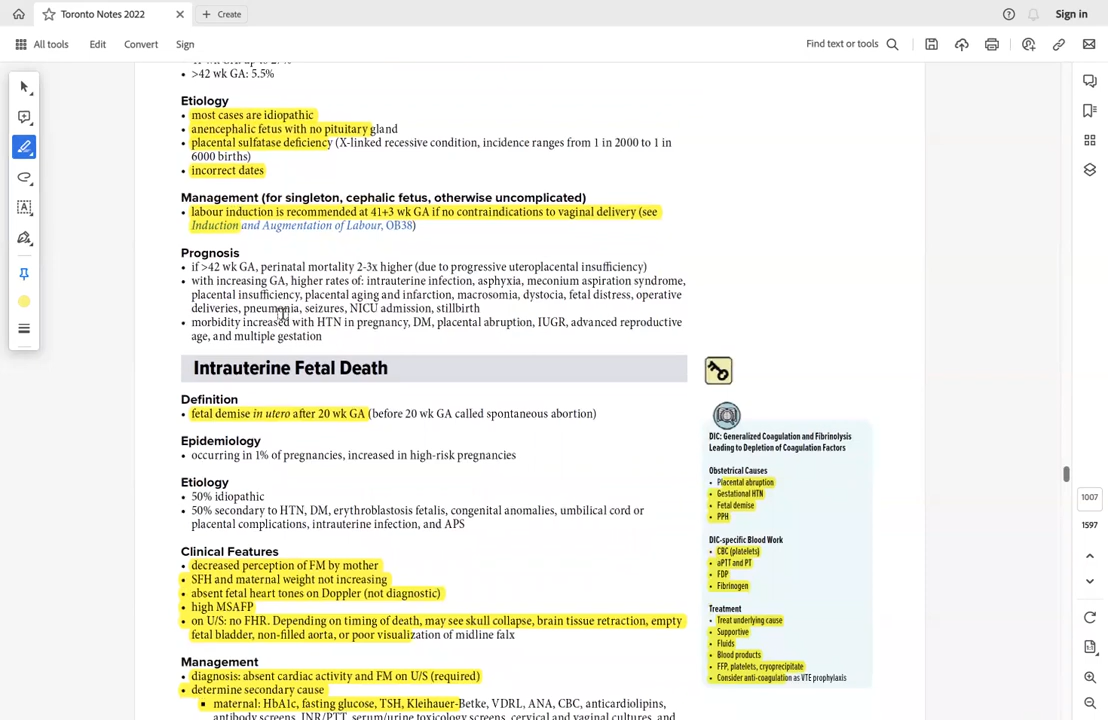 Toronto Notes 2022
Create
Sign in
All tools
Edit
Convert
Sign
Find text or tools
• >42 wk GA: 5.5%
Etiology
• most cases are idiopathic
• anencephalic fetus with no pituitary gland
• placental sulfatase deficiency (X-linked recessive condition, incidence ranges from 1 in 2000 to 1 in
6000 births)
• incorrect dates
Management (for singleton, cephalic fetus, otherwise uncomplicated)
• labour induction is recommended at 41+3 wk GA if no contraindications to vaginal delivery (see
Induction and Augmentation of Labour, OB38)
Prognosis
• if >42 wk GA, perinatal mortality 2-3x higher (due to progressive uteroplacental insufficiency)
• with increasing GA, higher rates of: intrauterine infection, asphyxia, meconium aspiration syndrome,
placental insufficiency, placental aging and infarction, macrosomia, dystocia, fetal distress, operative
deliveries, pneumonia, seizures, NICU admission, stillbirth
• morbidity increased with HTN in pregnancy, DM, placental abruption, IUGR, advanced reproductive
age, and multiple gestation
Intrauterine Fetal Death
Definition
• fetal demise in utero after 20 wk GA (before 20 wk GA called spontaneous abortion)
Epidemiology
• occurring in 1% of pregnancies, increased in high-risk pregnancies
Etiology
• 50% idiopathic
• 50% secondary to HTN, DM, erythroblastosis fetalis, congenital anomalies, umbilical cord or
placental complications, intrauterine infection, and APS
Clinical Features
• decreased perception of FM by mother
• SFH and maternal weight not increasing
• absent fetal heart tones on Doppler (not diagnostic)
• high MSAFP
• on U/S: no FHR. Depending on timing of death, may see skull collapse, brain tissue retraction, empty
fetal bladder, non-filled aorta, or poor visualization of midline falx
Management
• diagnosis: absent cardiac activity and FM on U/S (required)
• determine secondary cause
▪ maternal: HbA1c, fasting glucose, TSH, Kleihauer-Betke, VDRL, ANA, CBC, anticardiolipins,
antibody screens, INR/PTT, serum/urine toxicology screens, cervical and vaginal cultures, and
DIC: Generalized Coagulation and Fibrinolysis
Leading to Depletion of Coagulation Factors
Obstetrical Causes
• Placental abruption
• Gestational HTN
• Fetal demise
• PPH
DIC-specific Blood Work
• CBC (platelets)
• aPTT and PT
• FDP
• Fibrinogen
Treatment
• Treat underlying cause
• Supportive
• Fluids
• Blood products
• FFP, platelets, cryoprecipitate
• Consider anti-coagulation as VTE prophylaxis
1007
1597